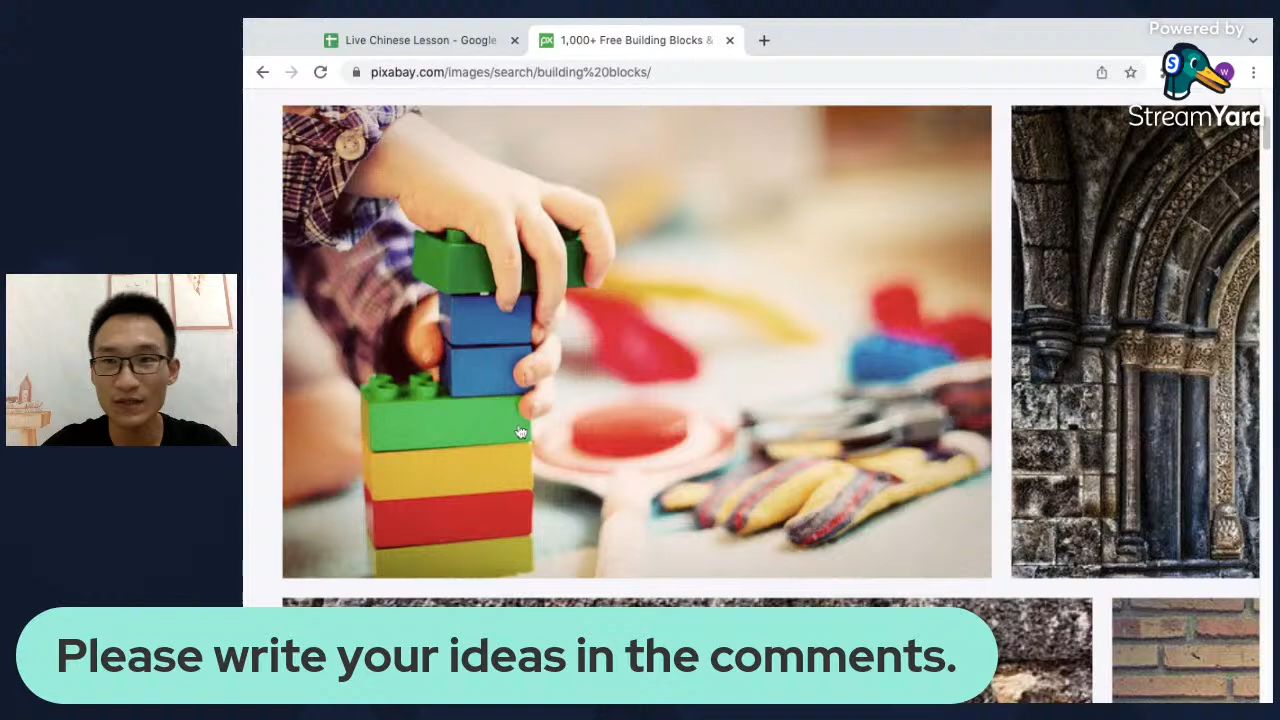 Powered by
Live Chinese Lesson - Google
1,000+ Free Building Blocks &
pixabay.com/images/search/building%20blocks/
StreamYard
Please write your ideas in the comments.